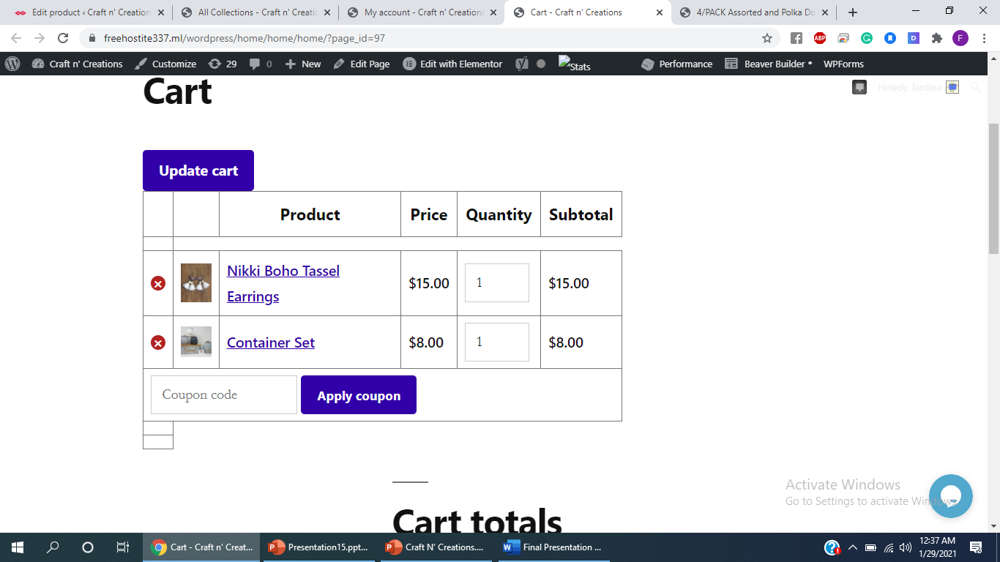 Edit product ‹ Craft n' Creation
All Collections - Craft n' Creatic
My account - Craft n' Creations
Cart - Craft n' Creations
4/PACK Assorted and Polka Do
freehostite337.ml/wordpress/home/home/home/?page_id=97
ABP
G
D
F
Craft n' Creations
Customize
29
0
New
Edit Page
Edit with Elementor
Stats
Performance
Beaver Builder
WPForms
Howdy, fardina
Cart
Update cart
Product Price Quantity Subtotal
Nikki Boho Tassel
Earrings
$15.00 1 $15.00
Container Set $8.00 1 $8.00
Coupon code Apply coupon
Cart totals
Activate Windows
Go to Settings to activate Windows.
Cart - Craft n' Creat...
Presentation15.ppt...
Craft N' Creations....
Final Presentation ...
12:37 AM
1/29/2021